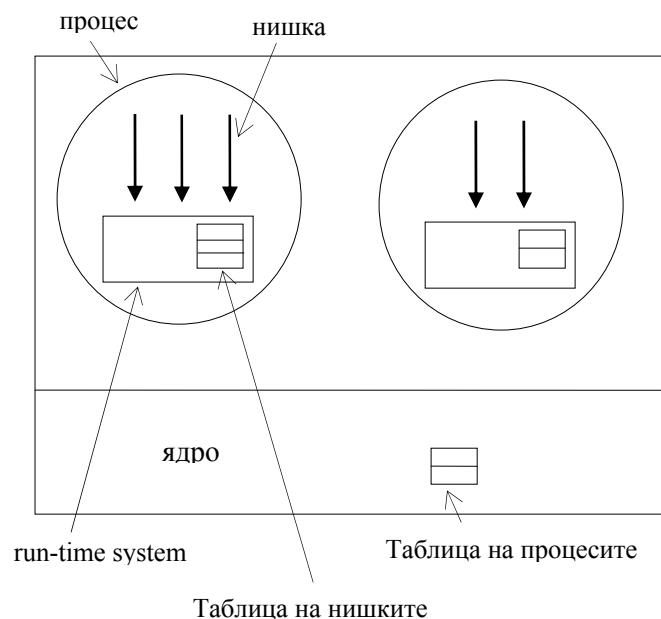 процес
нишка
ядро
run-time system
Таблица на процесите
Таблица на нишките